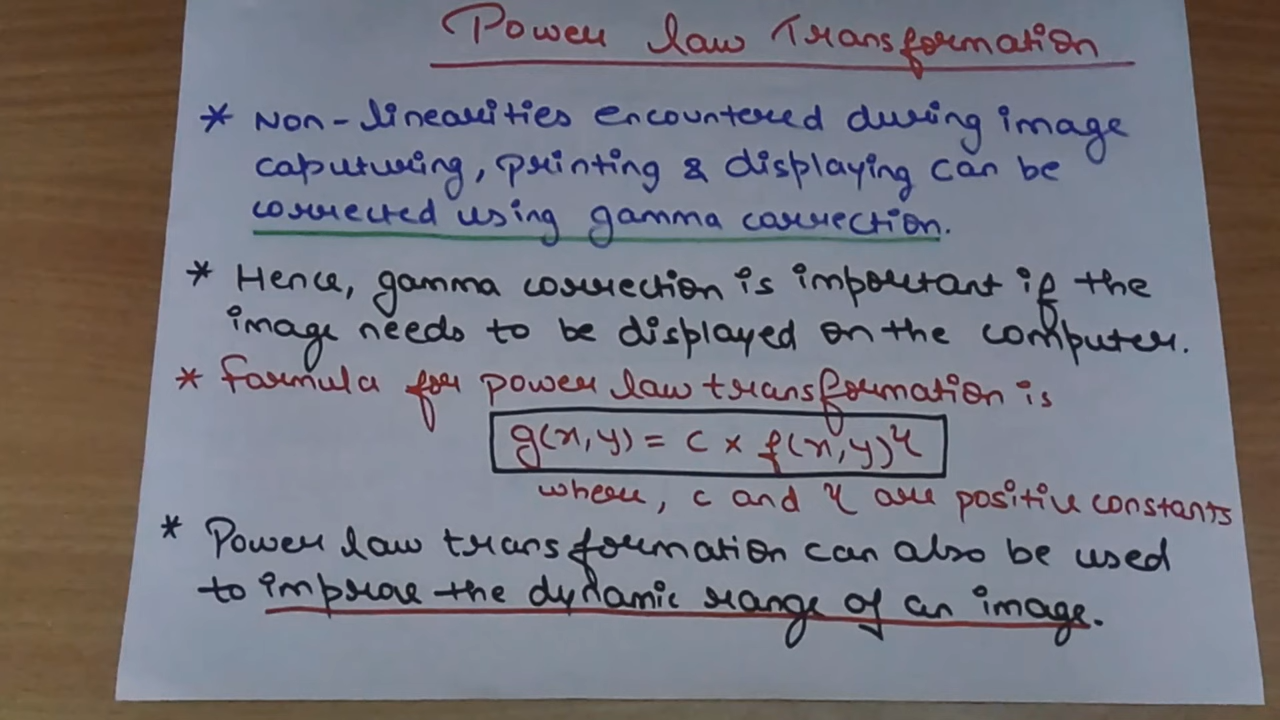 Power law Transformation
* Non-linearities encountered during image
caputuring, printing & displaying can be
corrected using gamma correction.
* Hence, gamma correction is important if the
image needs to be displayed on the computer.
* Formula for power law transformation is
g(x,y) = c × f(x,y)^γ
where, c and γ are positive constants
* Power law transformation can also be used
to improve the dynamic range of an image.